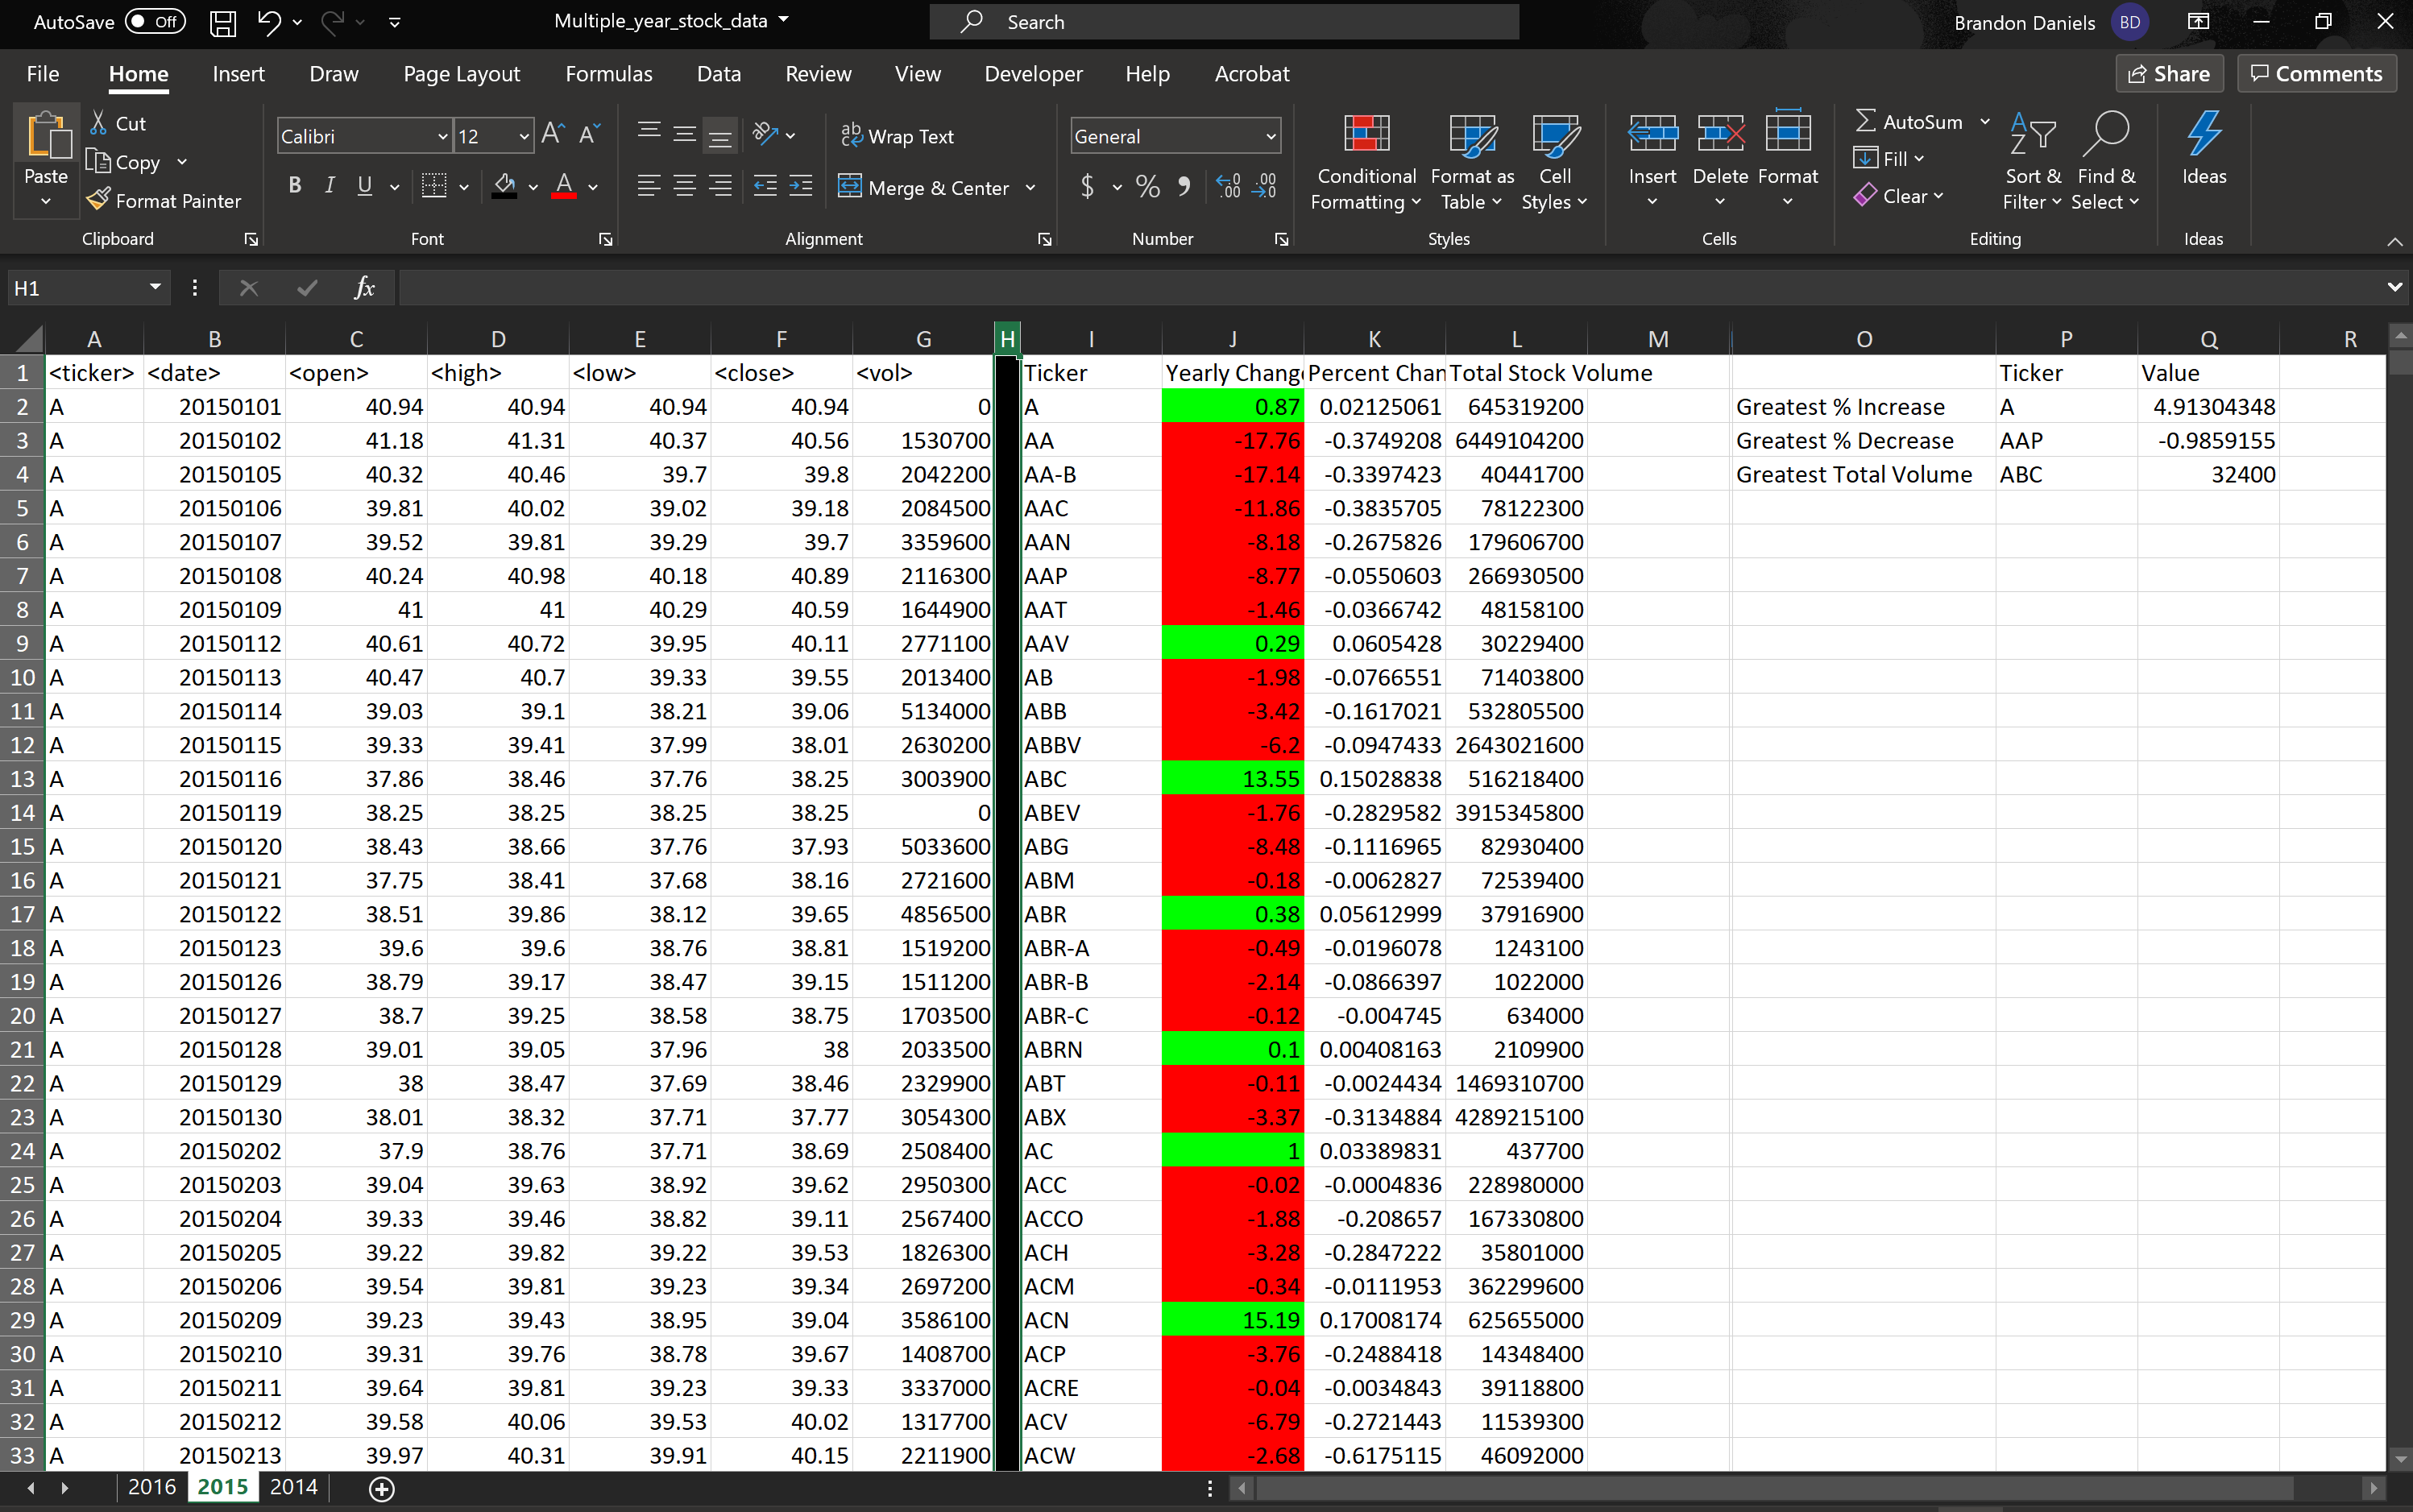 AutoSave Off Multiple_year_stock_data Search Brandon Daniels BD
File Home Insert Draw Page Layout Formulas Data Review View Developer Help Acrobat Share Comments
Paste Cut Copy Format Painter Clipboard
Calibri 12 B I U A Font
Wrap Text Merge & Center Alignment
General $ % Number
Conditional Formatting Format as Table Cell Styles Styles
Insert Delete Format Cells
AutoSum Fill Clear Sort & Filter Find & Select Editing
Ideas Ideas
H1 fx
A B C D E F G H I J K L M O P Q R
1 <ticker> <date> <open> <high> <low> <close> <vol> Ticker Yearly Chang Percent Chan Total Stock Volume Ticker Value
2 A 20150101 40.94 40.94 40.94 40.94 0 A 0.87 0.02125061 645319200 Greatest % Increase A 4.91304348
3 A 20150102 41.18 41.31 40.37 40.56 1530700 AA -17.76 -0.3749208 6449104200 Greatest % Decrease AAP -0.9859155
4 A 20150105 40.32 40.46 39.7 39.8 2042200 AA-B -17.14 -0.3397423 40441700 Greatest Total Volume ABC 32400
5 A 20150106 39.81 40.02 39.02 39.18 2084500 AAC -11.86 -0.3835705 78122300
6 A 20150107 39.52 39.81 39.29 39.7 3359600 AAN -8.18 -0.2675826 179606700
7 A 20150108 40.24 40.98 40.18 40.89 2116300 AAP -8.77 -0.0550603 266930500
8 A 20150109 41 41 40.29 40.59 1644900 AAT -1.46 -0.0366742 48158100
9 A 20150112 40.61 40.72 39.95 40.11 2771100 AAV 0.29 0.0605428 30229400
10 A 20150113 40.47 40.7 39.33 39.55 2013400 AB -1.98 -0.0766551 71403800
11 A 20150114 39.03 39.1 38.21 39.06 5134000 ABB -3.42 -0.1617021 532805500
12 A 20150115 39.33 39.41 37.99 38.01 2630200 ABBV -6.2 -0.0947433 2643021600
13 A 20150116 37.86 38.46 37.76 38.25 3003900 ABC 13.55 0.15028838 516218400
14 A 20150119 38.25 38.25 38.25 38.25 0 ABEV -1.76 -0.2829582 3915345800
15 A 20150120 38.43 38.66 37.76 37.93 5033600 ABG -8.48 -0.1116965 82930400
16 A 20150121 37.75 38.41 37.68 38.16 2721600 ABM -0.18 -0.0062827 72539400
17 A 20150122 38.51 39.86 38.12 39.65 4856500 ABR 0.38 0.05612999 37916900
18 A 20150123 39.6 39.6 38.76 38.81 1519200 ABR-A -0.49 -0.0196078 1243100
19 A 20150126 38.79 39.17 38.47 39.15 1511200 ABR-B -2.14 -0.0866397 1022000
20 A 20150127 38.7 39.25 38.58 38.75 1703500 ABR-C -0.12 -0.004745 634000
21 A 20150128 39.01 39.05 37.96 38 2033500 ABRN 0.1 0.00408163 2109900
22 A 20150129 38 38.47 37.69 38.46 2329900 ABT -0.11 -0.0024434 1469310700
23 A 20150130 38.01 38.32 37.71 37.77 3054300 ABX -3.37 -0.3134884 4289215100
24 A 20150202 37.9 38.76 37.71 38.69 2508400 AC 1 0.03389831 437700
25 A 20150203 39.04 39.63 38.92 39.62 2950300 ACC -0.02 -0.0004836 228980000
26 A 20150204 39.33 39.46 38.82 39.11 2567400 ACCO -1.88 -0.208657 167330800
27 A 20150205 39.22 39.82 39.22 39.53 1826300 ACH -3.28 -0.2847222 35801000
28 A 20150206 39.54 39.81 39.23 39.34 2697200 ACM -0.34 -0.0111953 362299600
29 A 20150209 39.23 39.43 38.95 39.04 3586100 ACN 15.19 0.17008174 625655000
30 A 20150210 39.31 39.76 38.78 39.67 1408700 ACP -3.76 -0.2488418 14348400
31 A 20150211 39.64 39.81 39.23 39.33 3337000 ACRE -0.04 -0.0034843 39118800
32 A 20150212 39.58 40.06 39.53 40.02 1317700 ACV -6.79 -0.2721443 11539300
33 A 20150213 39.97 40.31 39.91 40.15 2211900 ACW -2.68 -0.6175115 46092000
2016 2015 2014